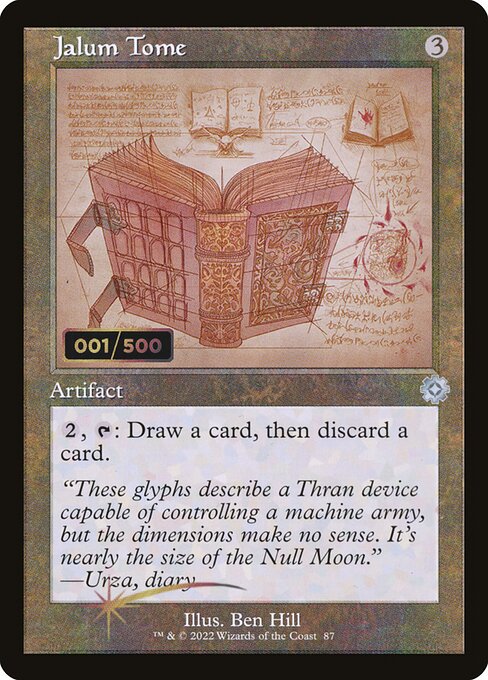 Jalum Tome 3
001/500
Artifact
2, : Draw a card, then discard a
card.
“These glyphs describe a Thran device
capable of controlling a machine army,
but the dimensions make no sense. It’s
nearly the size of the Null Moon.”
—Urza, diary
Illus. Ben Hill
™ & © 2022 Wizards of the Coast 87